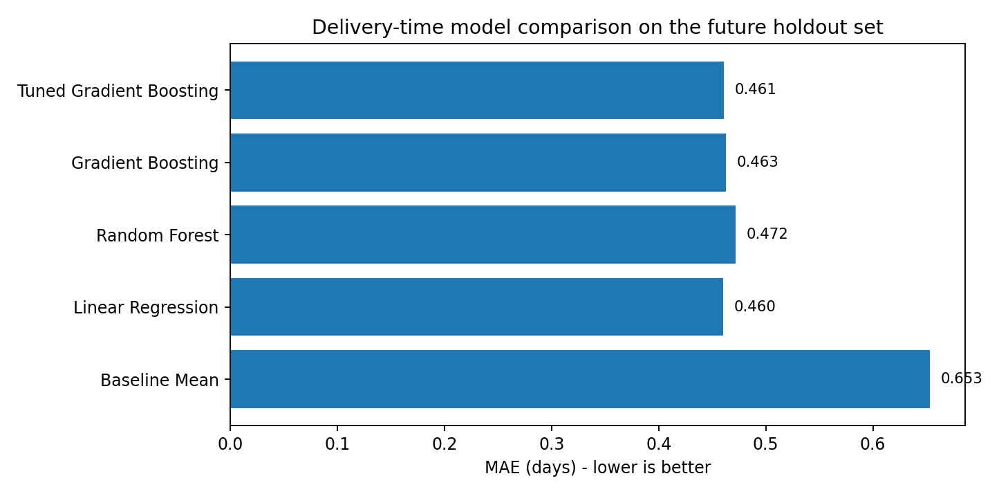 Delivery-time model comparison on the future holdout set
Tuned Gradient Boosting
0.461
Gradient Boosting
0.463
Random Forest
0.472
Linear Regression
0.460
Baseline Mean
0.653
0.0 0.1 0.2 0.3 0.4 0.5 0.6
MAE (days) - lower is better